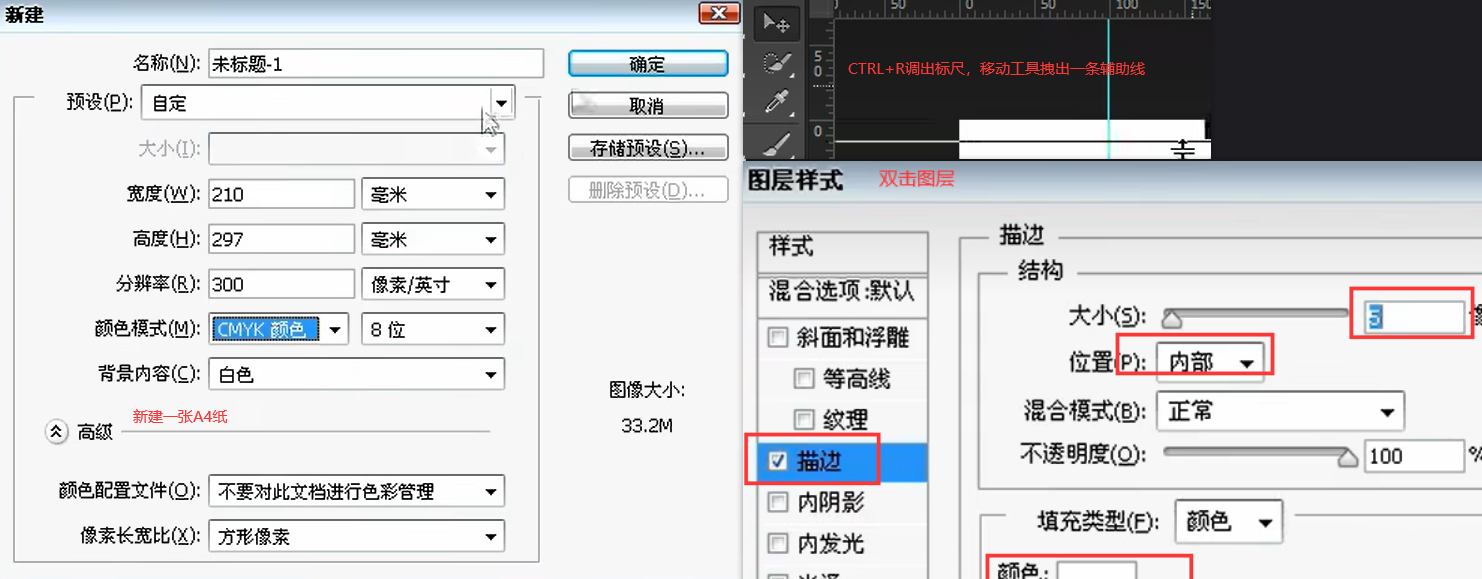 新建
名称(N): 未标题-1
确定
预设(P): 自定
取消
大小(I):
存储预设(S)...
宽度(W): 210 毫米
删除预设(D)...
高度(H): 297 毫米
分辨率(R): 300 像素/英寸
颜色模式(M): CMYK 颜色 8 位
背景内容(C): 白色
图像大小:
33.2M
新建一张A4纸
高级
颜色配置文件(O): 不要对此文档进行色彩管理
像素长宽比(X): 方形像素
50 0 50 100 150
5
0
0
CTRL+R调出标尺，移动工具拽出一条辅助线
图层样式 双击图层
样式
混合选项:默认
斜面和浮雕
等高线
纹理
描边
内阴影
内发光
描边
结构
大小(S):
位置(P): 内部
混合模式(B): 正常
不透明度(O): 100 %
填充类型(F): 颜色
颜色: